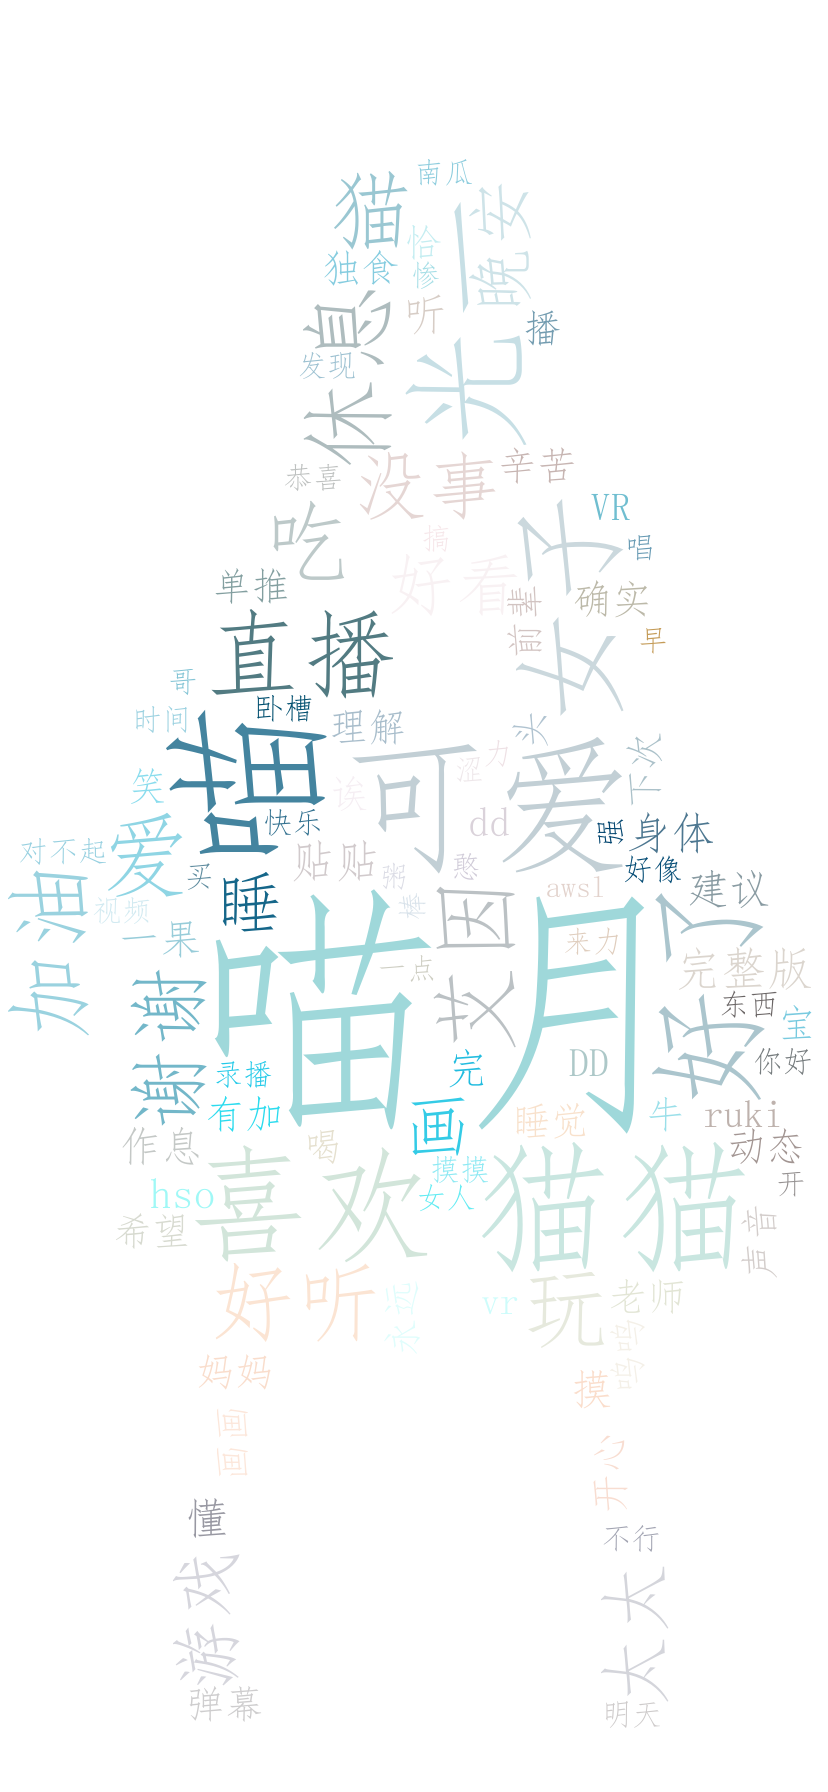 南瓜
猫
晚安
恰
独食
惨
光
听
休息
播
发现
没事
辛苦
恭喜
吃
VR
搞
唱
好看
女子
单推
确实
前辈
早
直播
哥
卧槽
时间
喵
理解
头
可爱
力
涩
下次
笑
诶
快乐
dd
强
身体
对不起
爱
贴贴
憨
好像
买
粥
睡
aws1
建议
加油
视频
棒
艾因
一果
喵月
来力
好了
一点
完整版
谢谢
东西
宝
录播
完
DD
你好
有加
画
睡觉
牛
ruki
作息
喝
动态
喜欢
猫猫
摸摸
hso
女人
开
希望
声音
好听
永远
vr
玩
老师
呜呜
妈妈
摸
画画
开心
懂
不行
游戏
太太
弹幕
明天